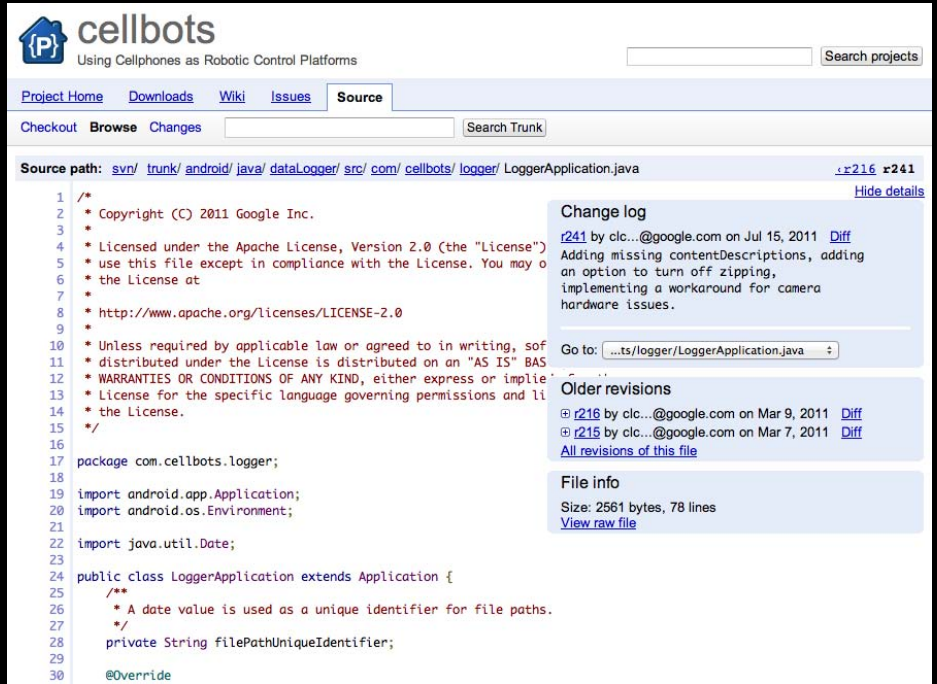 {P}
cellbots
Using Cellphones as Robotic Control Platforms
Search projects
Project Home Downloads Wiki Issues Source
Checkout Browse Changes Search Trunk
Source path: svn/ trunk/ android/ java/ dataLogger/ src/ com/ cellbots/ logger/ LoggerApplication.java ‹r216 r241
Hide details
1 /*
2 * Copyright (C) 2011 Google Inc.
3 *
4 * Licensed under the Apache License, Version 2.0 (the "License")
5 * use this file except in compliance with the License. You may o
6 * the License at
7 *
8 * http://www.apache.org/licenses/LICENSE-2.0
9 *
10 * Unless required by applicable law or agreed to in writing, sof
11 * distributed under the License is distributed on an "AS IS" BAS
12 * WARRANTIES OR CONDITIONS OF ANY KIND, either express or implie
13 * License for the specific language governing permissions and li
14 * the License.
15 */
16
17 package com.cellbots.logger;
18
19 import android.app.Application;
20 import android.os.Environment;
21
22 import java.util.Date;
23
24 public class LoggerApplication extends Application {
25 /**
26 * A date value is used as a unique identifier for file paths.
27 */
28 private String filePathUniqueIdentifier;
29
30 @Override
Change log
r241 by clc...@google.com on Jul 15, 2011 Diff
Adding missing contentDescriptions, adding
an option to turn off zipping,
implementing a workaround for camera
hardware issues.
Go to: ...ts/logger/LoggerApplication.java
Older revisions
r216 by clc...@google.com on Mar 9, 2011 Diff
r215 by clc...@google.com on Mar 7, 2011 Diff
All revisions of this file
File info
Size: 2561 bytes, 78 lines
View raw file